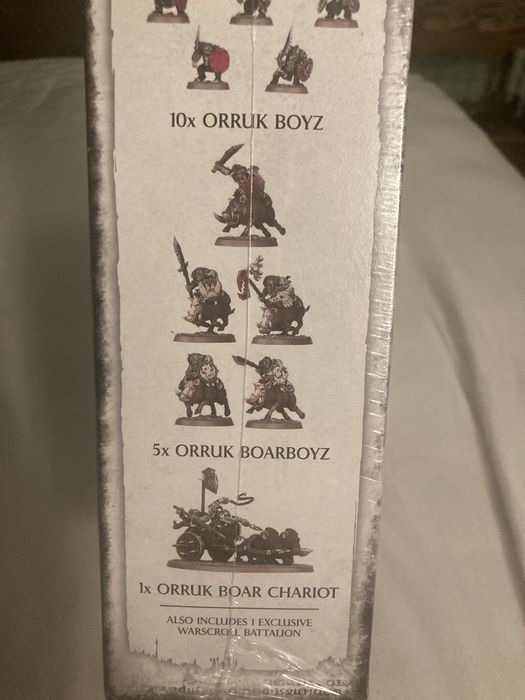 10x ORRUK BOYZ
5x ORRUK BOARBOYZ
1x ORRUK BOAR CHARIOT
ALSO INCLUDES 1 EXCLUSIVE
WARSCROLL BATTALION